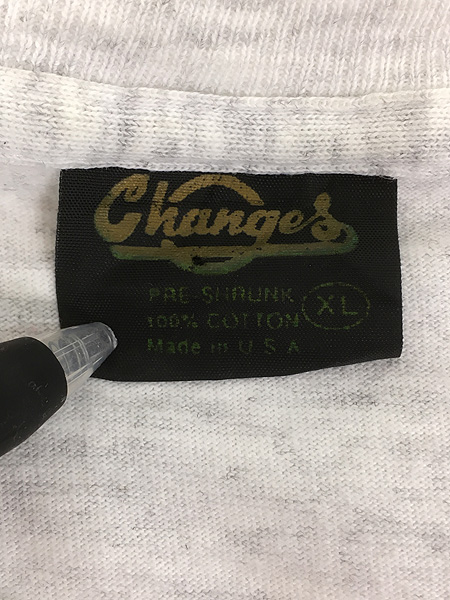 Changes
PRE-SHRUNK
100% COTTON
XL
Made in U S A